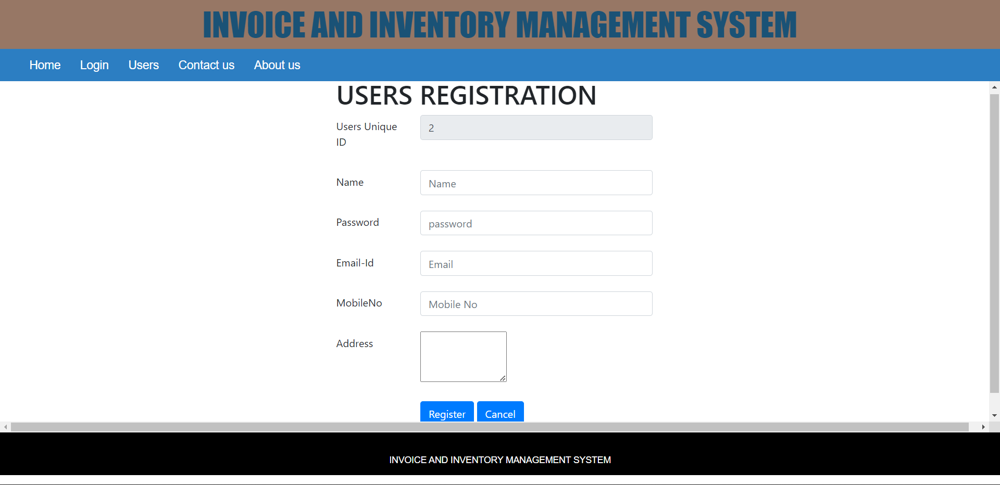 INVOICE AND INVENTORY MANAGEMENT SYSTEM
Home Login Users Contact us About us
USERS REGISTRATION
Users Unique
ID
2
Name
Name
Password
password
Email-Id
Email
MobileNo
Mobile No
Address
Register Cancel
INVOICE AND INVENTORY MANAGEMENT SYSTEM